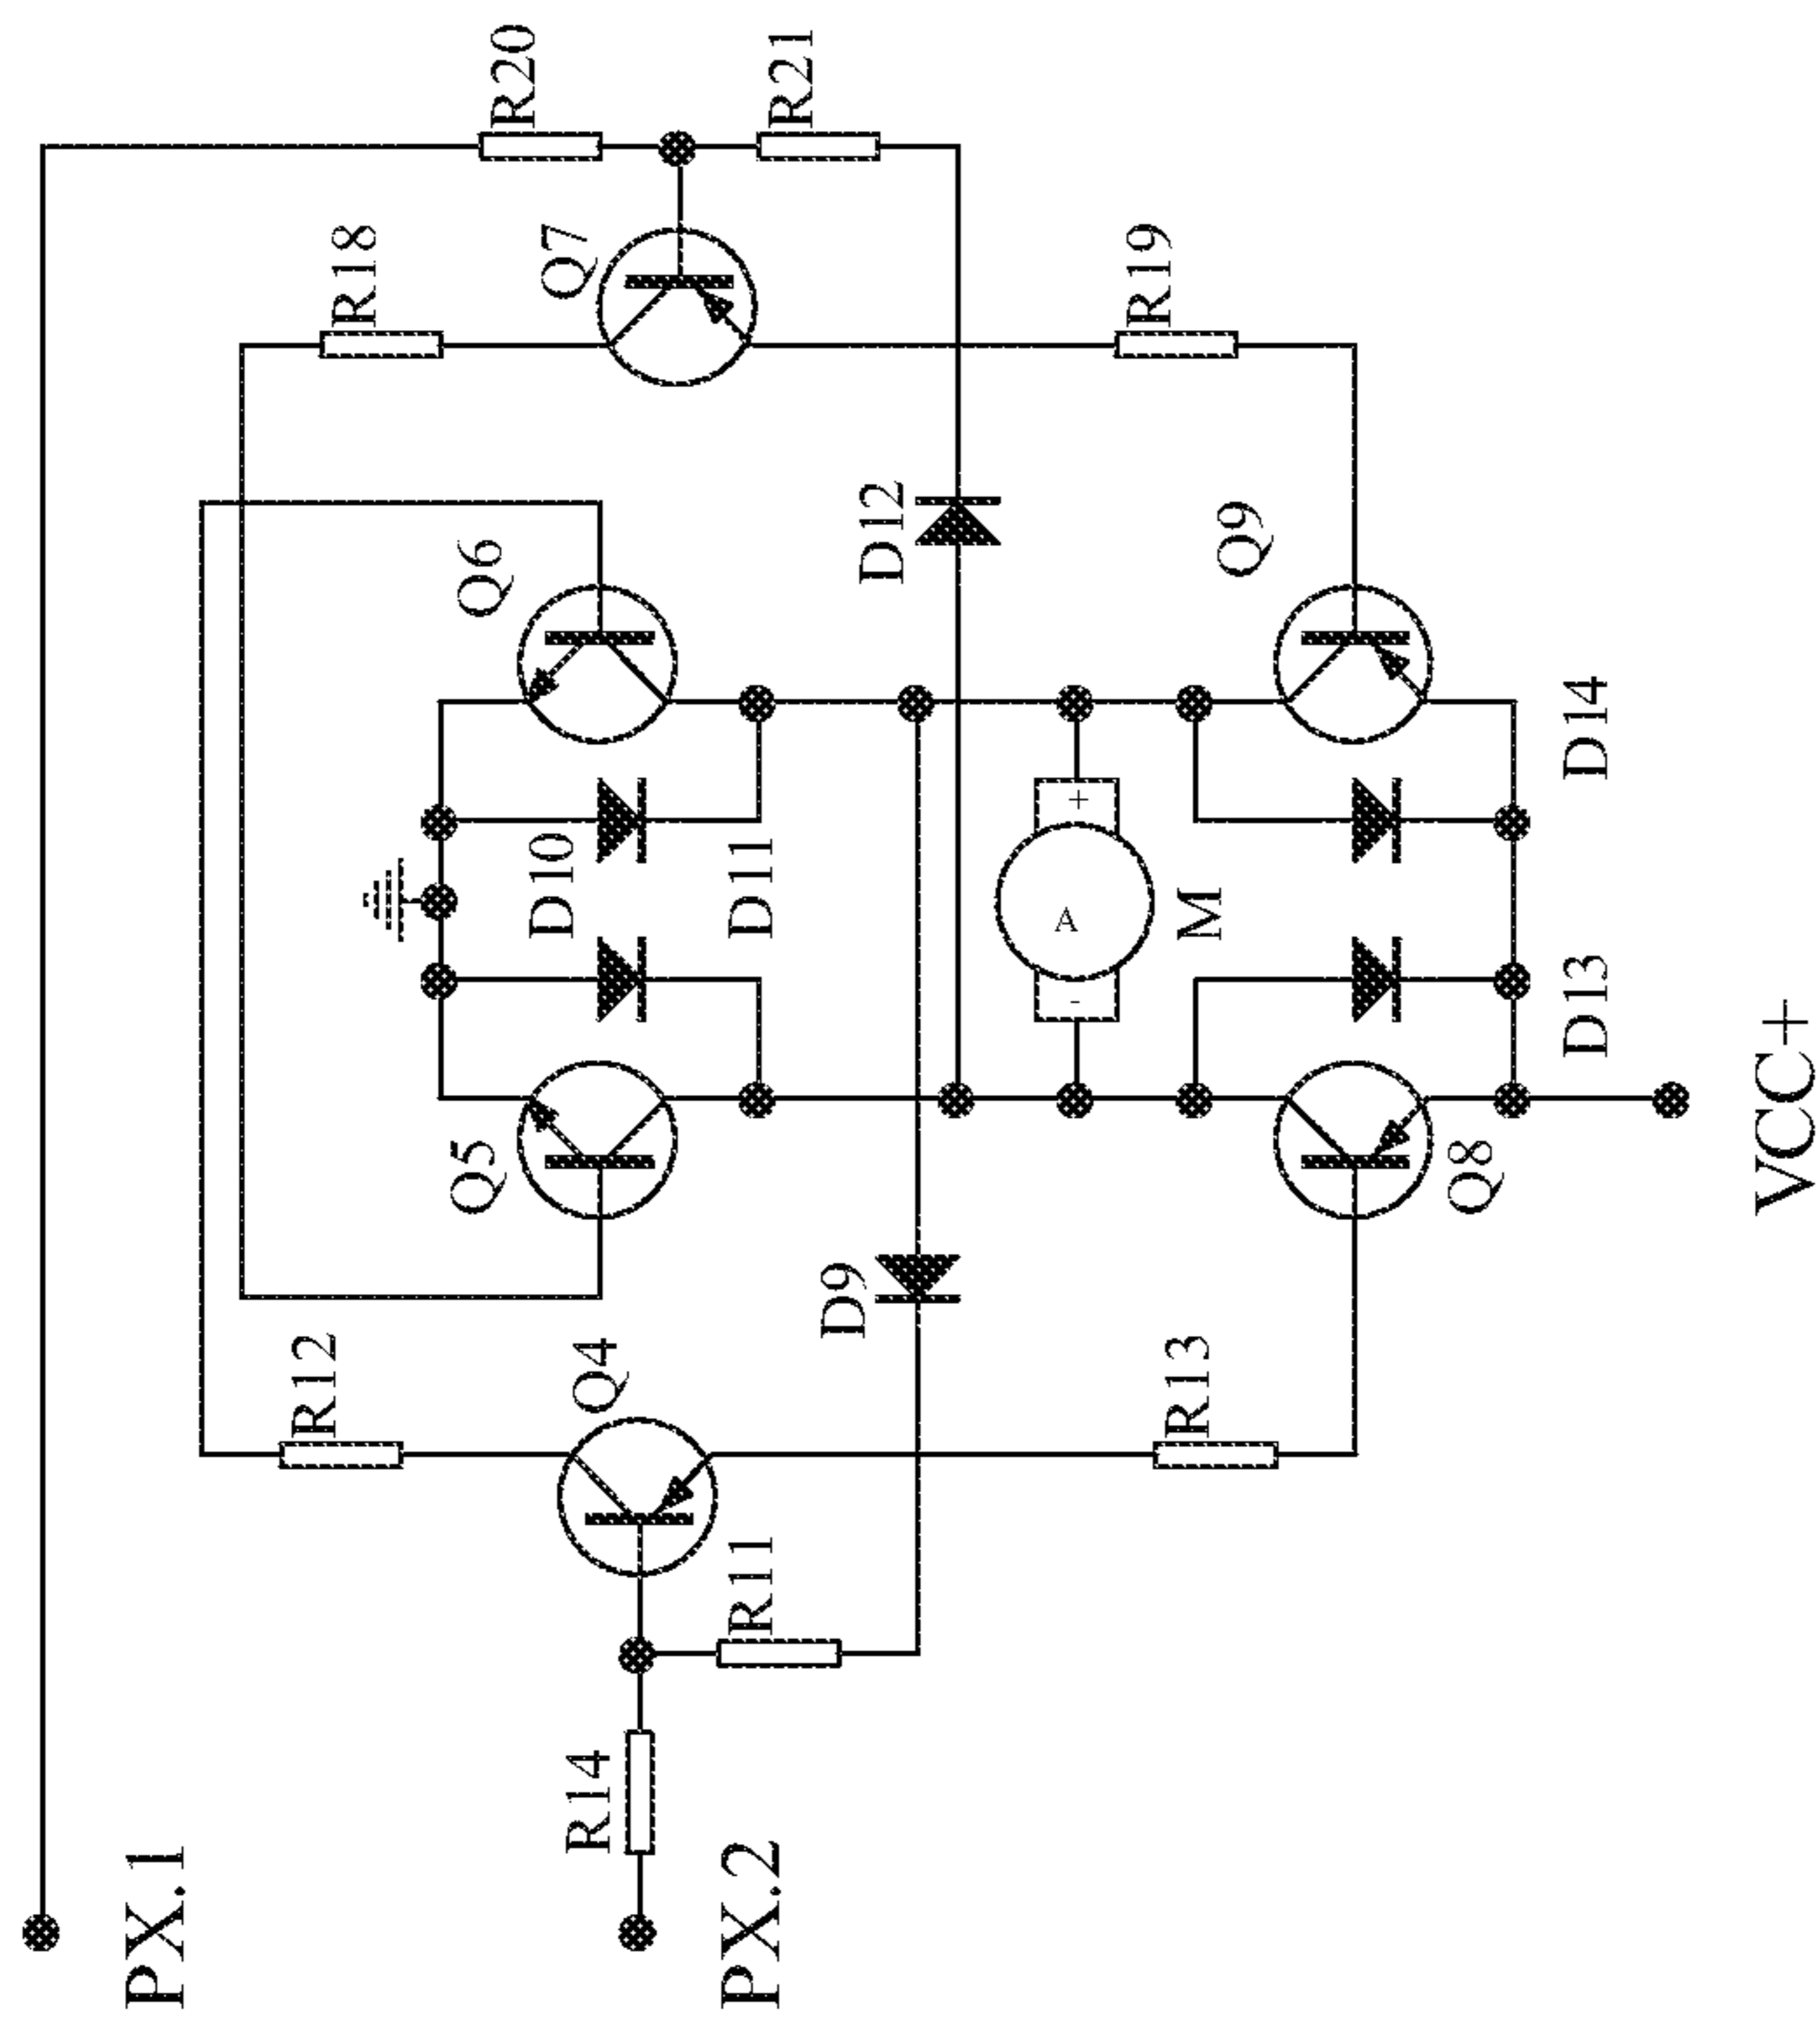 PX.1
PX.2
R14
R12
Q4
R11
R13
D9
Q5
Q8
VCC+
D10
D11
A
+
-
M
D13
D14
Q6
D12
Q9
R18
Q7
R19
R20
R21